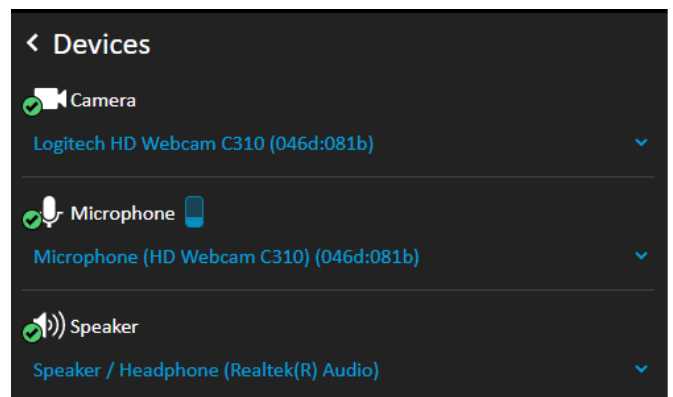 Devices
Camera
Logitech HD Webcam C310 (046d:081b)
Microphone
Microphone (HD Webcam C310) (046d:081b)
Speaker
Speaker / Headphone (Realtek(R) Audio)